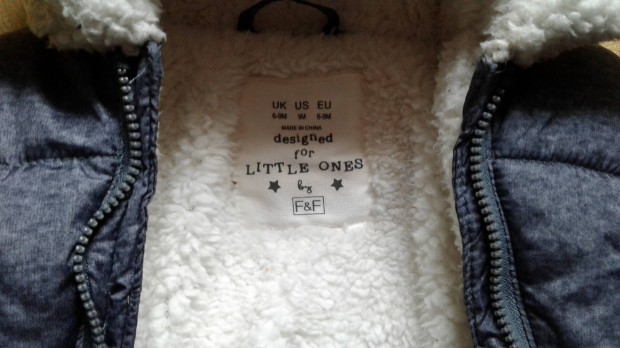 UK US EU
6-9M 9M 6-9M
MADE IN CHINA
designed
for
LITTLE ONES
by
F&F